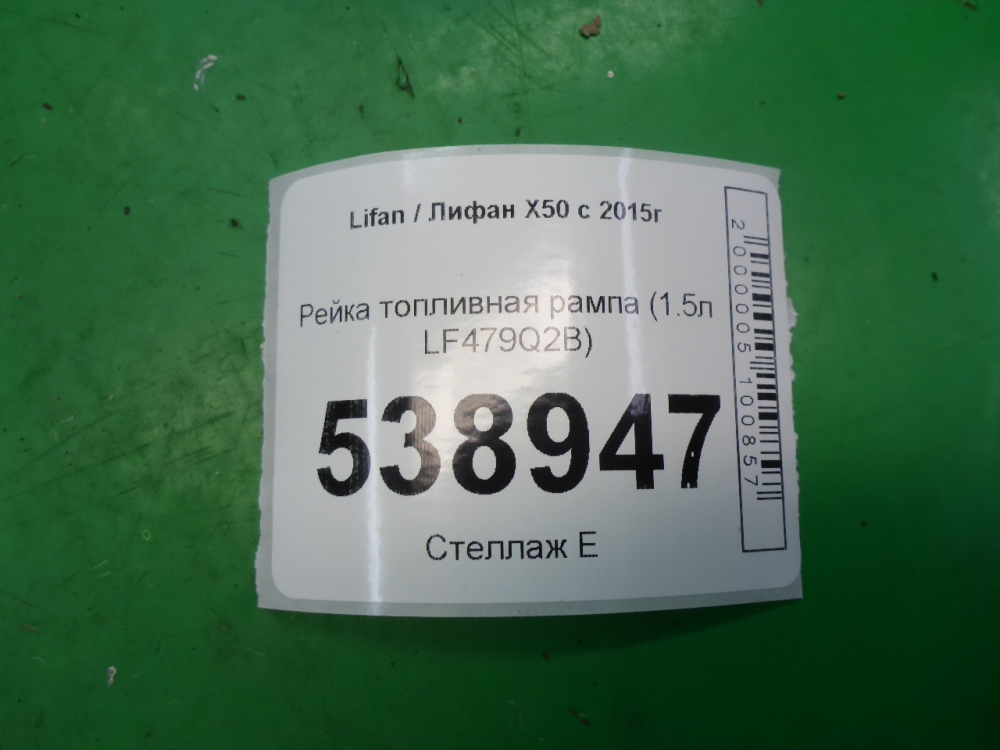 Lifan / Лифан X50 с 2015г
Рейка топливная рампа (1.5л
LF479Q2B)
538947
Стеллаж Е
2000005100857